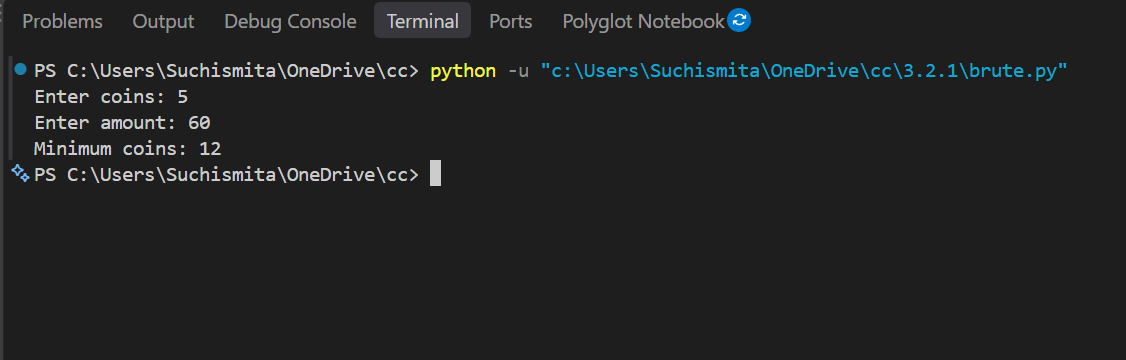 Problems Output Debug Console Terminal Ports Polyglot Notebook
PS C:\Users\Suchismita\OneDrive\cc> python -u "c:\Users\Suchismita\OneDrive\cc\3.2.1\brute.py"
Enter coins: 5
Enter amount: 60
Minimum coins: 12
PS C:\Users\Suchismita\OneDrive\cc>